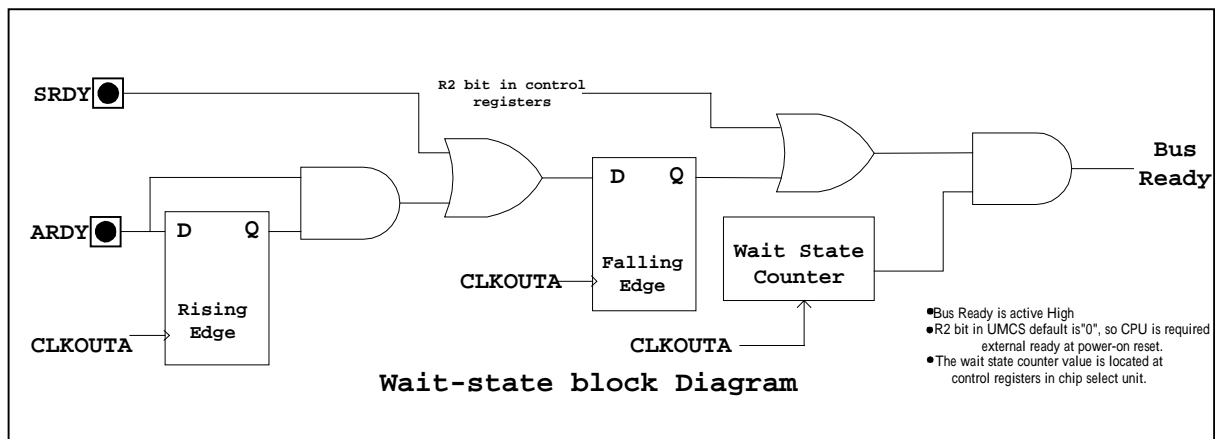 SRDY
R2 bit in control
registers
Bus
Ready
D Q
ARDY
D Q
Wait State
Counter
Falling
Edge
CLKOUTA
Rising
Edge
CLKOUTA
CLKOUTA
Wait-state block Diagram
●Bus Ready is active High
●R2 bit in UMCS default is"0", so CPU is required
external ready at power-on reset.
●The wait state counter value is located at
control registers in chip select unit.